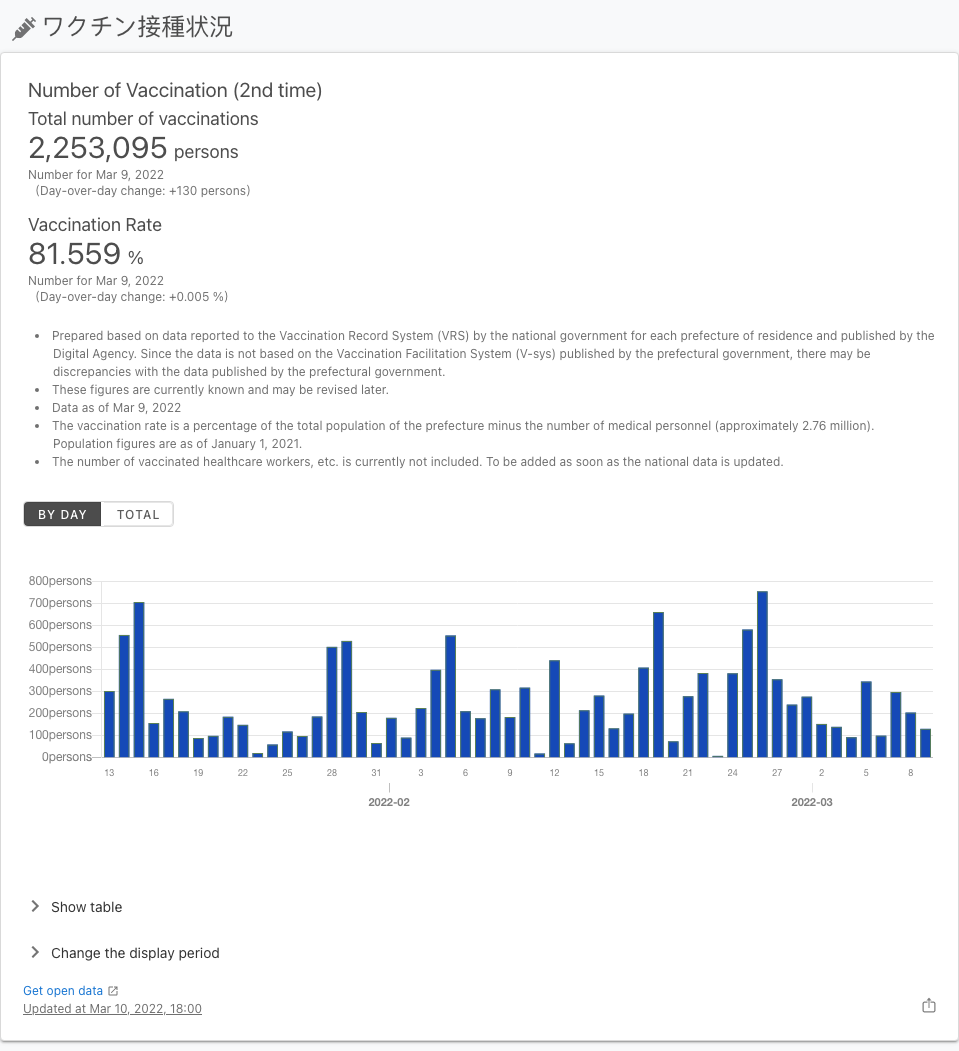 ワクチン接種状況
Number of Vaccination (2nd time)
Total number of vaccinations
2,253,095 persons
Number for Mar 9, 2022
(Day-over-day change: +130 persons)
Vaccination Rate
81.559 %
Number for Mar 9, 2022
(Day-over-day change: +0.005 %)
• Prepared based on data reported to the Vaccination Record System (VRS) by the national government for each prefecture of residence and published by the
Digital Agency. Since the data is not based on the Vaccination Facilitation System (V-sys) published by the prefectural government, there may be
discrepancies with the data published by the prefectural government.
• These figures are currently known and may be revised later.
• Data as of Mar 9, 2022
• The vaccination rate is a percentage of the total population of the prefecture minus the number of medical personnel (approximately 2.76 million).
Population figures are as of January 1, 2021.
• The number of vaccinated healthcare workers, etc. is currently not included. To be added as soon as the national data is updated.
BY DAY TOTAL
800persons
700persons
600persons
500persons
400persons
300persons
200persons
100persons
0persons
13 16 19 22 25 28 31 3 6 9 12 15 18 21 24 27 2 5 8
2022-02 2022-03
Show table
Change the display period
Get open data
Updated at Mar 10, 2022, 18:00